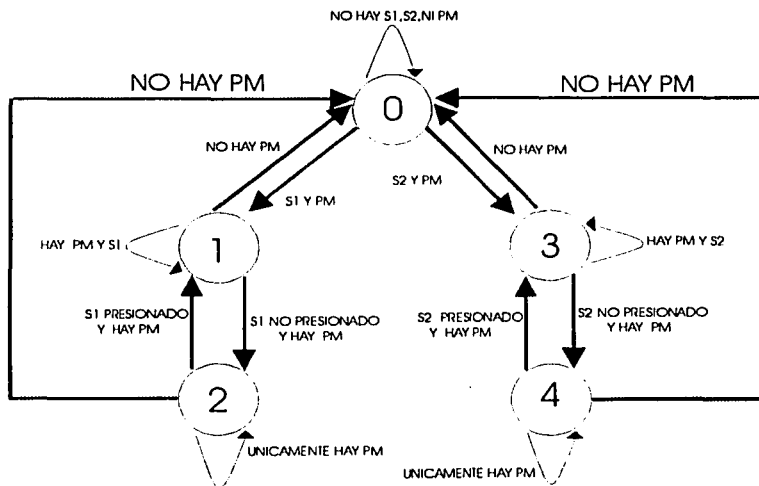 NO HAY S1,S2,NI PM
NO HAY PM
NO HAY PM
0
NO HAY PM
NO HAY PM
S2 Y PM
S1 Y PM
HAY PM Y S1
1
3
HAY PM Y S2
S1 PRESIONADO
Y HAY PM
S1 NO PRESIONADO
Y HAY PM
S2 PRESIONADO
Y HAY PM
S2 NO PRESIONADO
Y HAY PM
2
4
UNICAMENTE HAY PM
UNICAMENTE HAY PM